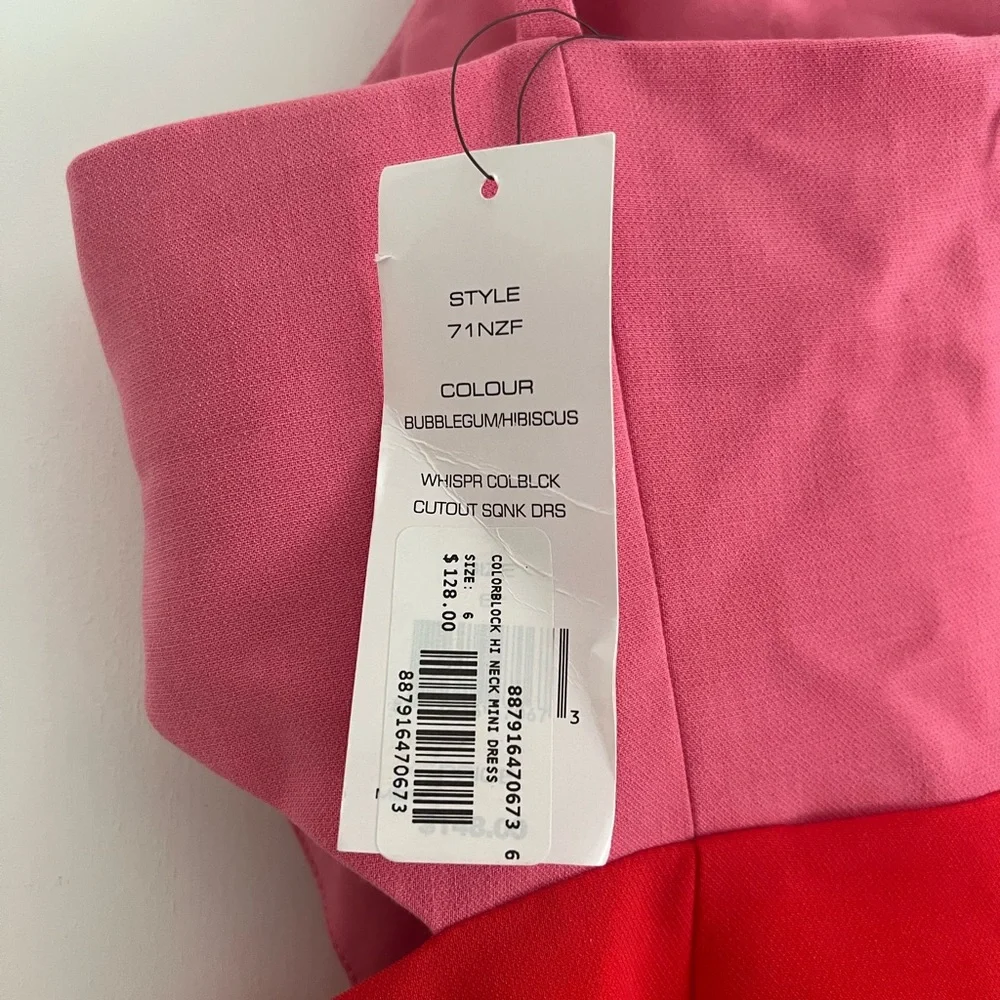 STYLE
71NZF
COLOUR
BUBBLEGUM/HIBISCUS
WHISPR COLBLCK
CUTOUT SQNK DRS
COLORBLOCK HI NECK MINI DRESS
SIZE: 6
$128.00
887916470673
887916470673 6
3
$148.00